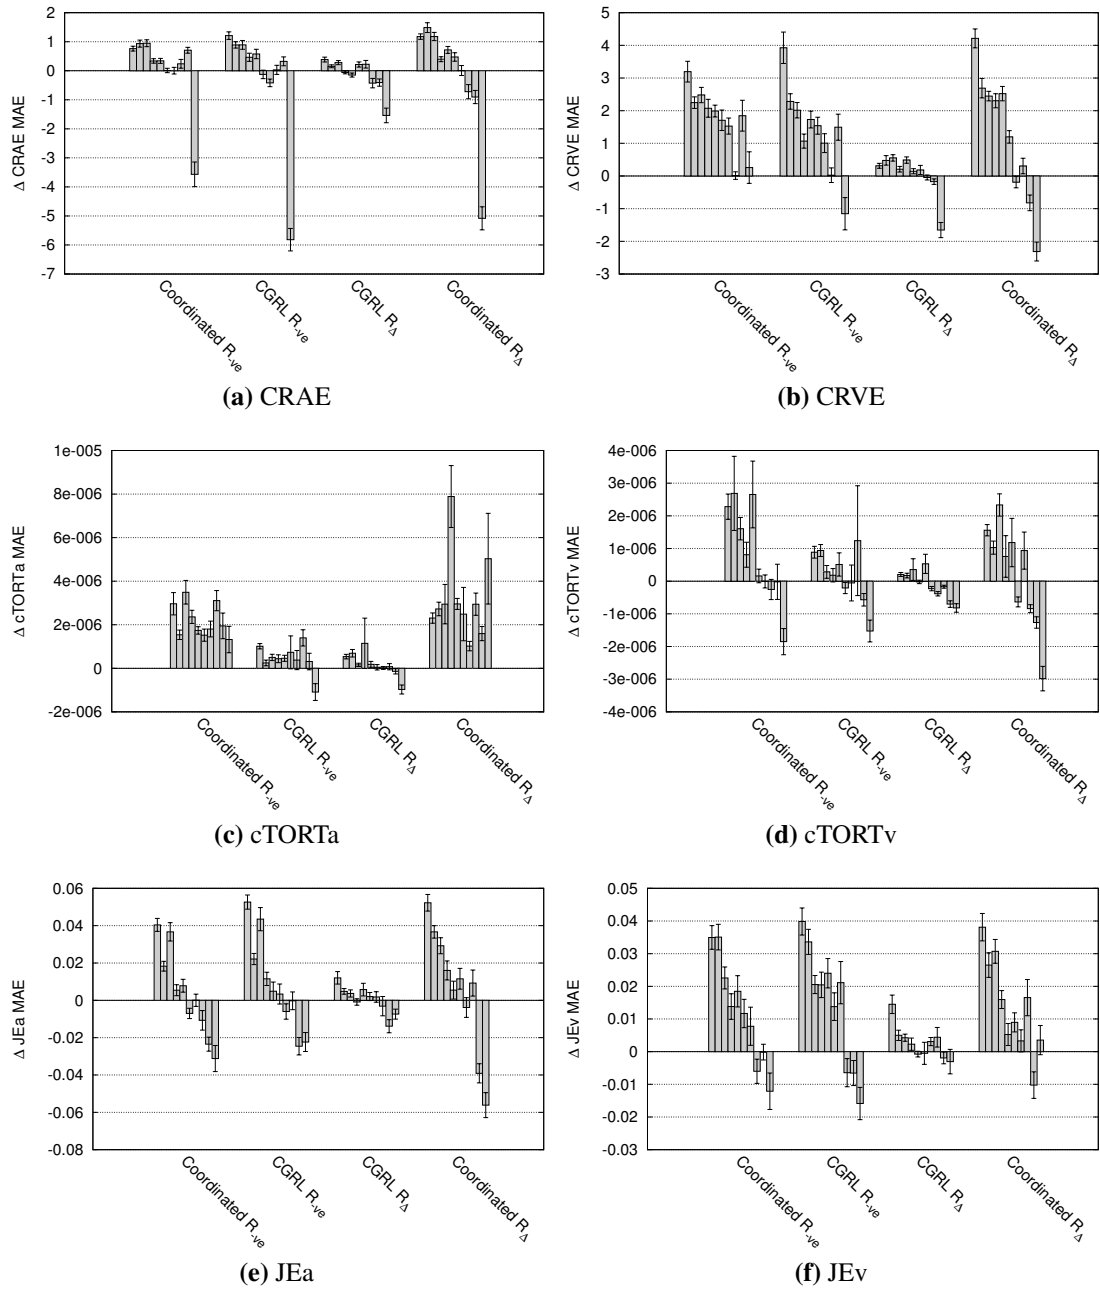 2
1
0
-1
-2
-3
-4
-5
-6
-7
Δ CRAE MAE
Coordinated R-ve
CGRL R-ve
CGRL RΔ
Coordinated RΔ
(a) CRAE
5
4
3
2
1
0
-1
-2
-3
Δ CRVE MAE
Coordinated R-ve
CGRL R-ve
CGRL RΔ
Coordinated RΔ
(b) CRVE
1e-005
8e-006
6e-006
4e-006
2e-006
0
-2e-006
Δ cTORTa MAE
Coordinated R-ve
CGRL R-ve
CGRL RΔ
Coordinated RΔ
(c) cTORTa
4e-006
3e-006
2e-006
1e-006
0
-1e-006
-2e-006
-3e-006
-4e-006
Δ cTORTv MAE
Coordinated R-ve
CGRL R-ve
CGRL RΔ
Coordinated RΔ
(d) cTORTv
0.06
0.04
0.02
0
-0.02
-0.04
-0.06
-0.08
Δ JEa MAE
Coordinated R-ve
CGRL R-ve
CGRL RΔ
Coordinated RΔ
(e) JEa
0.05
0.04
0.03
0.02
0.01
0
-0.01
-0.02
-0.03
Δ JEv MAE
Coordinated R-ve
CGRL R-ve
CGRL RΔ
Coordinated RΔ
(f) JEv